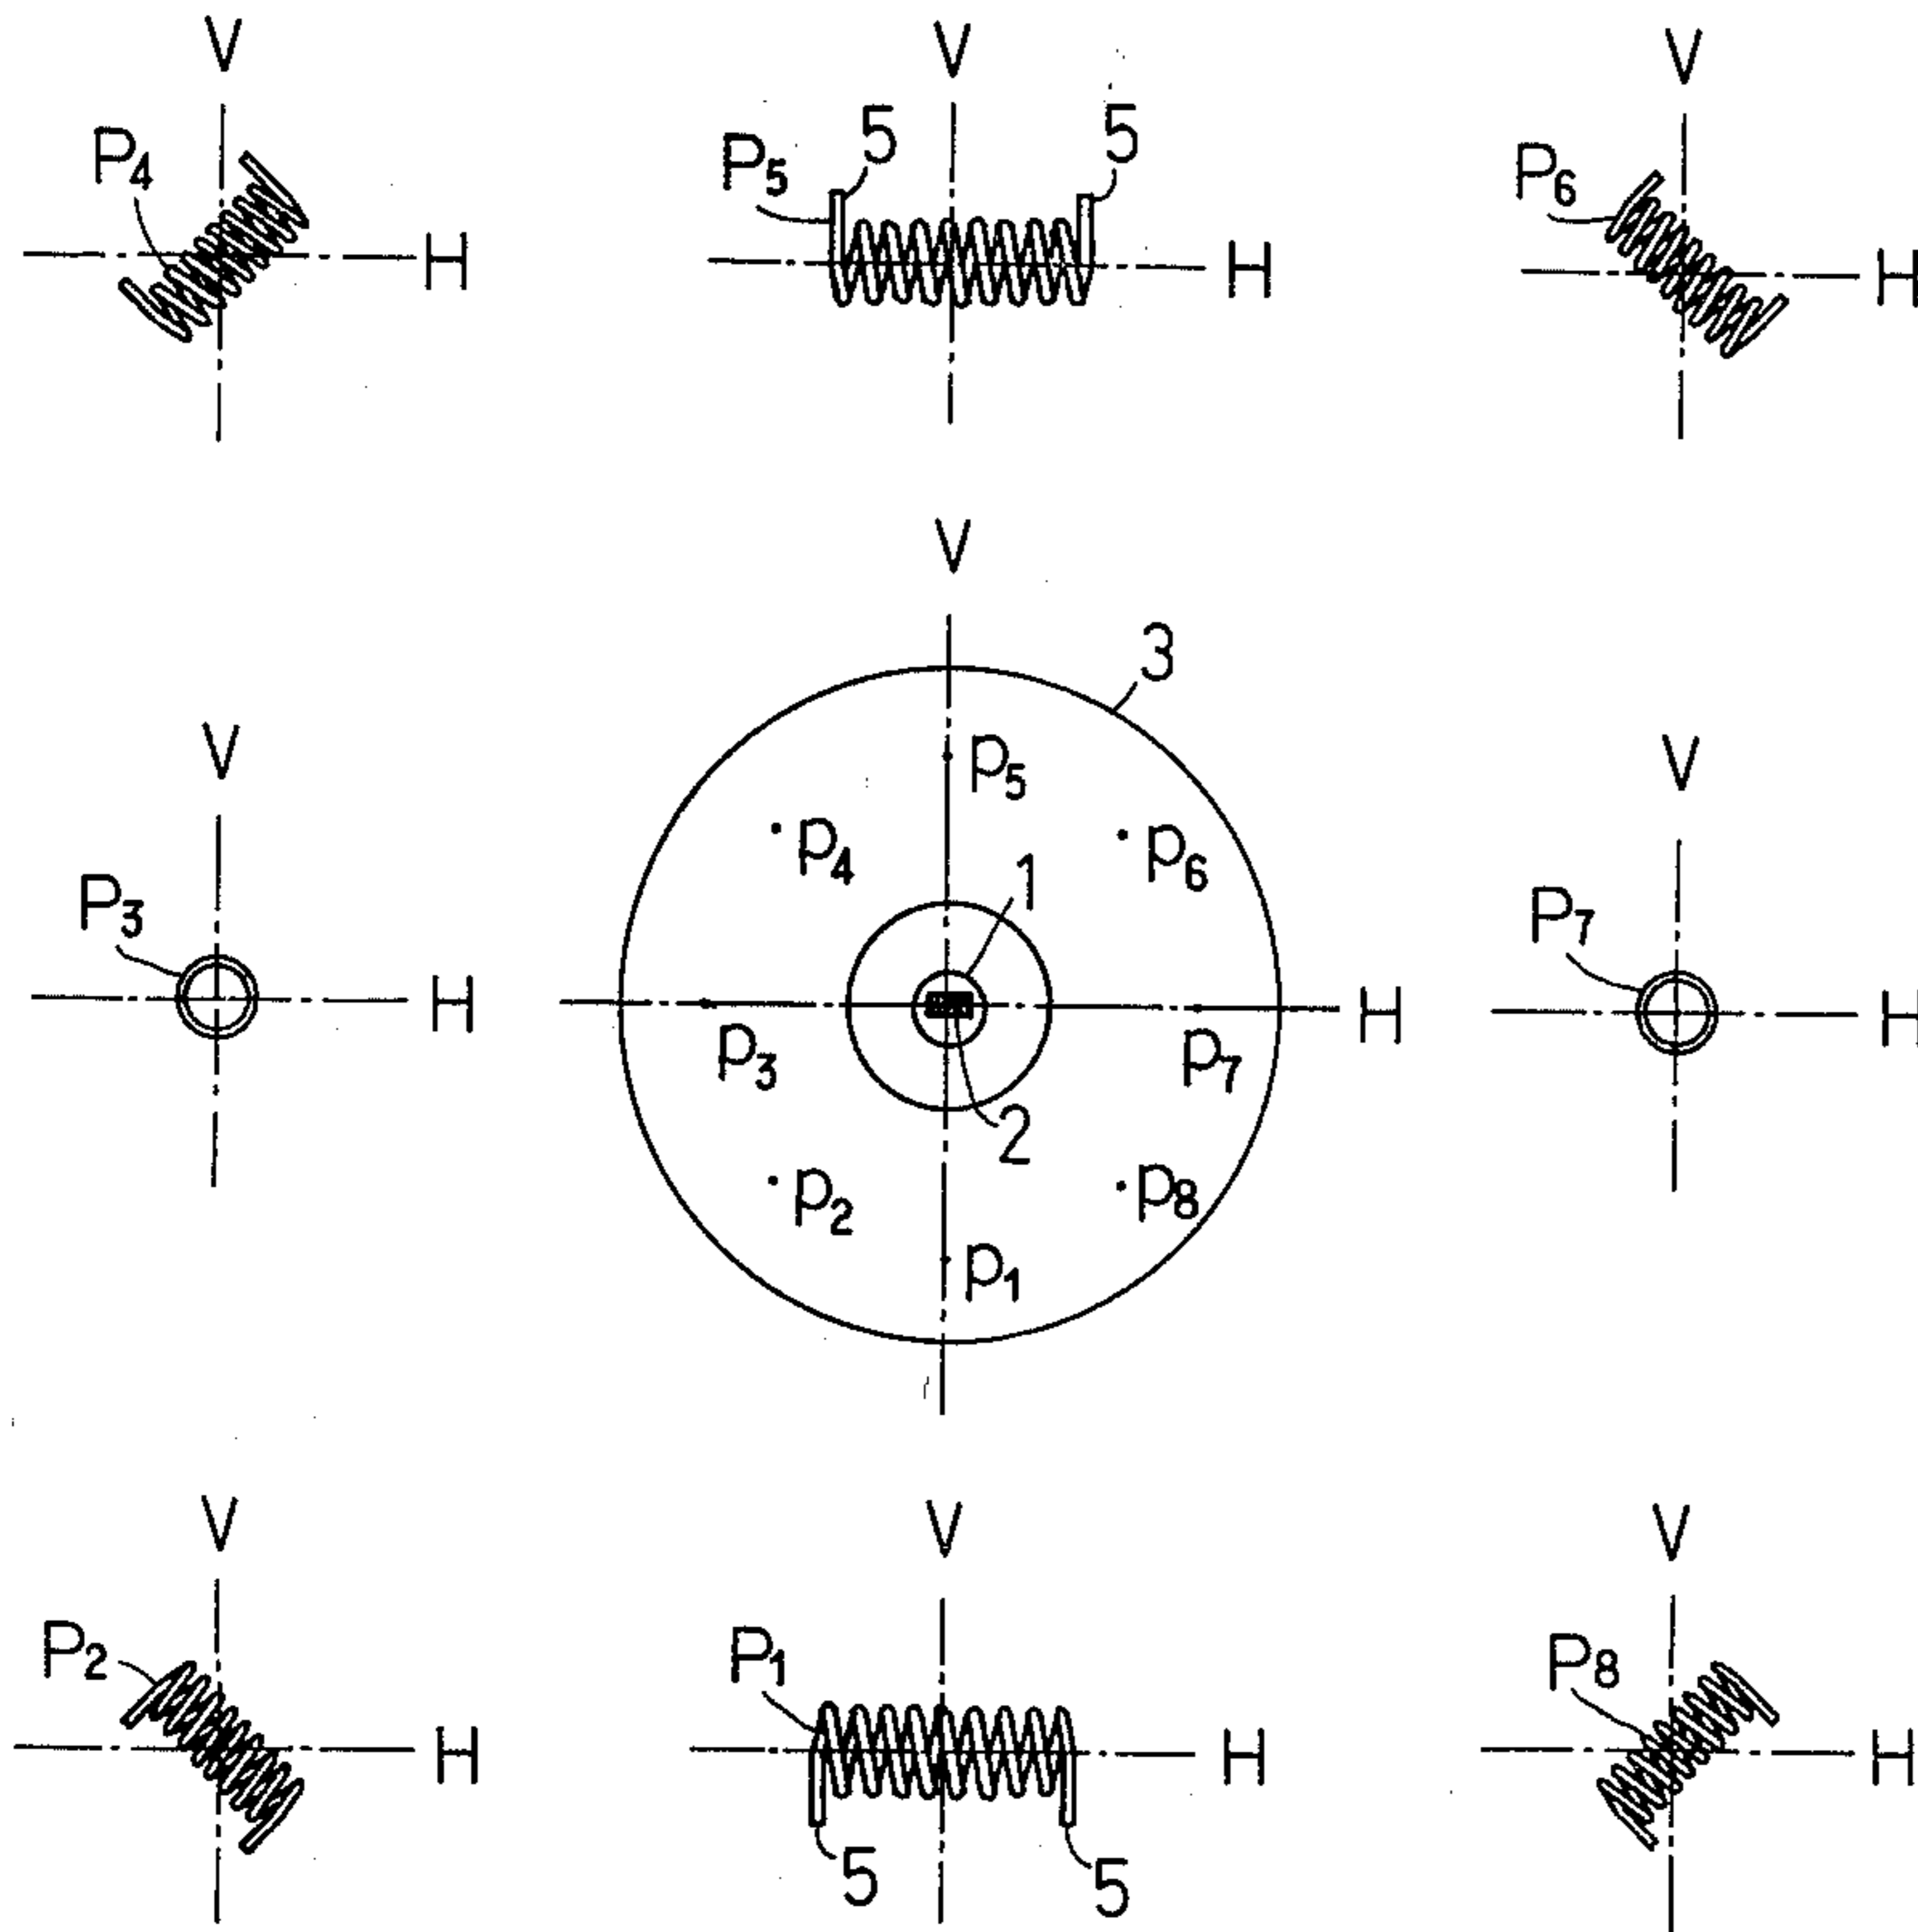 V V V
P4 P5 5 5 P6
H H H
V
3
V p5 V
p4 p6
P3 1 P7
H H H
p3 p7
2
p2 p8
p1
V V V
P2 P1 P8
H H H
5 5